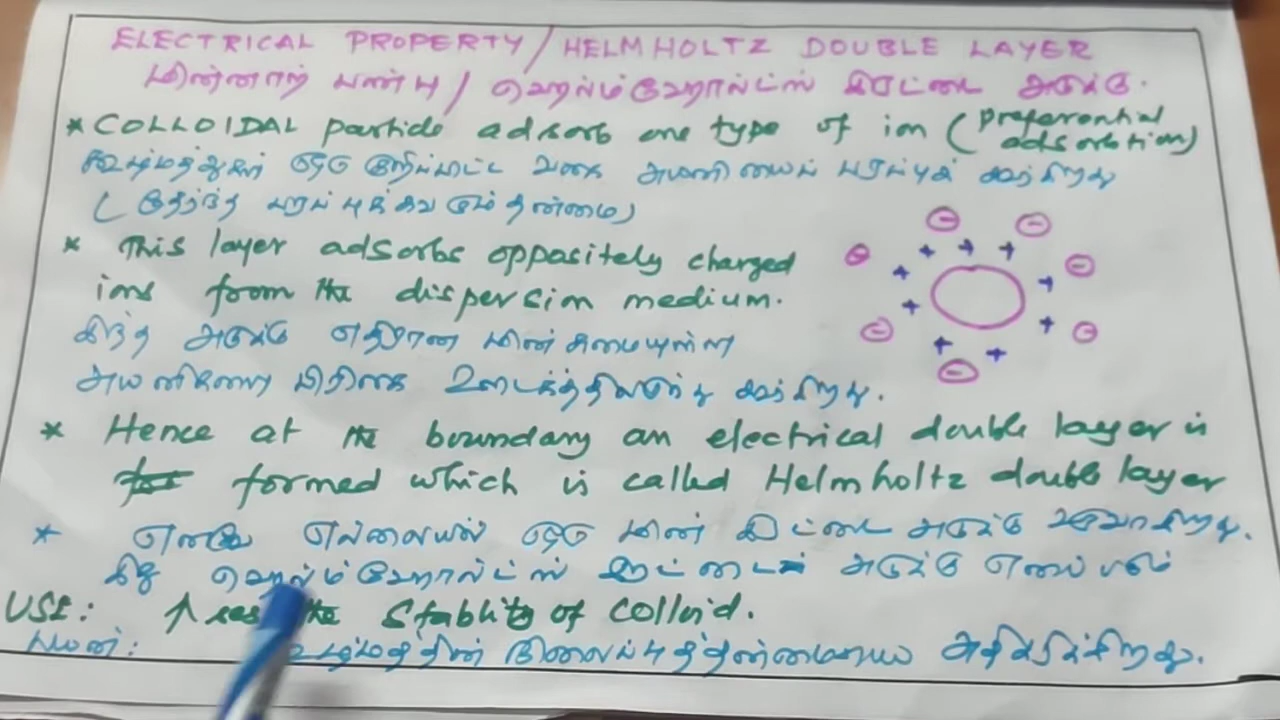 ELECTRICAL PROPERTY / HELMHOLTZ DOUBLE LAYER
மின்னாற் பண்பு / ஹெல்ம்ஹோல்ட்ஸ் இரட்டை அடுக்கு.
* COLLOIDAL particle adsorb one type of ion (Preferential adsorbtion)
கூழ்மத்துகள் ஒரு குறிப்பிட்ட வகை அயனியைப் பரப்புக் கவர்கிறது
(தேர்ந்த பரப்புக்கவரும் தன்மை)
* This layer adsorbs oppositely charged
ions from the dispersion medium.
இந்த அடுக்கு எதிரான மின்சுமையுள்ள
அயனிகளை பிரிகை ஊடகத்திலிருந்து கவர்கிறது.
* Hence at the boundary an electrical double layer is
formed which is called Helmholtz double layer
* எனவே எல்லையில் ஒரு மின் இரட்டை அடுக்கு உருவாகிறது.
இது ஹெல்ம்ஹோல்ட்ஸ் இரட்டை அடுக்கு எனப்படும்
USE: ↑ses the Stablity of colloid.
பயன்: கூழ்மத்தின் நிலைப்புத்தன்மையை அதிகரிக்கிறது.